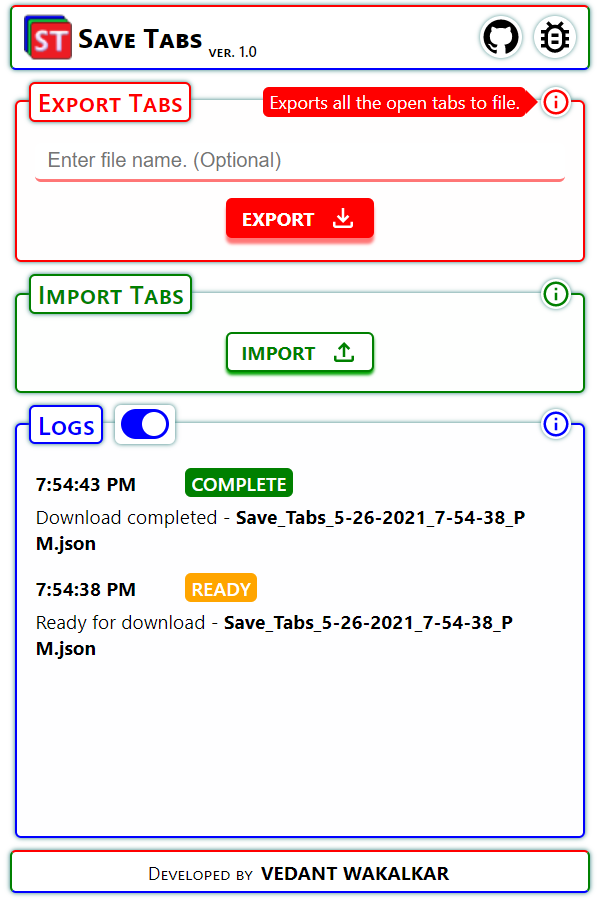 ST Save Tabs ver. 1.0
Export Tabs Exports all the open tabs to file.
Enter file name. (Optional)
EXPORT
Import Tabs
IMPORT
Logs
7:54:43 PM COMPLETE
Download completed - Save_Tabs_5-26-2021_7-54-38_P
M.json
7:54:38 PM READY
Ready for download - Save_Tabs_5-26-2021_7-54-38_P
M.json
Developed by VEDANT WAKALKAR